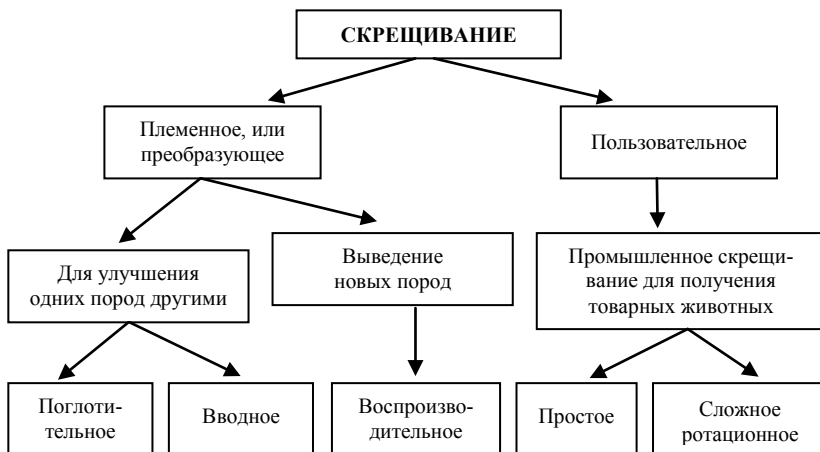 СКРЕЩИВАНИЕ
Племенное, или
преобразующее
Пользовательное
Для улучшения
одних пород другими
Выведение
новых пород
Промышленное скрещи-
вание для получения
товарных животных
Поглоти-
тельное
Вводное
Воспроизво-
дительное
Простое
Сложное
ротационное